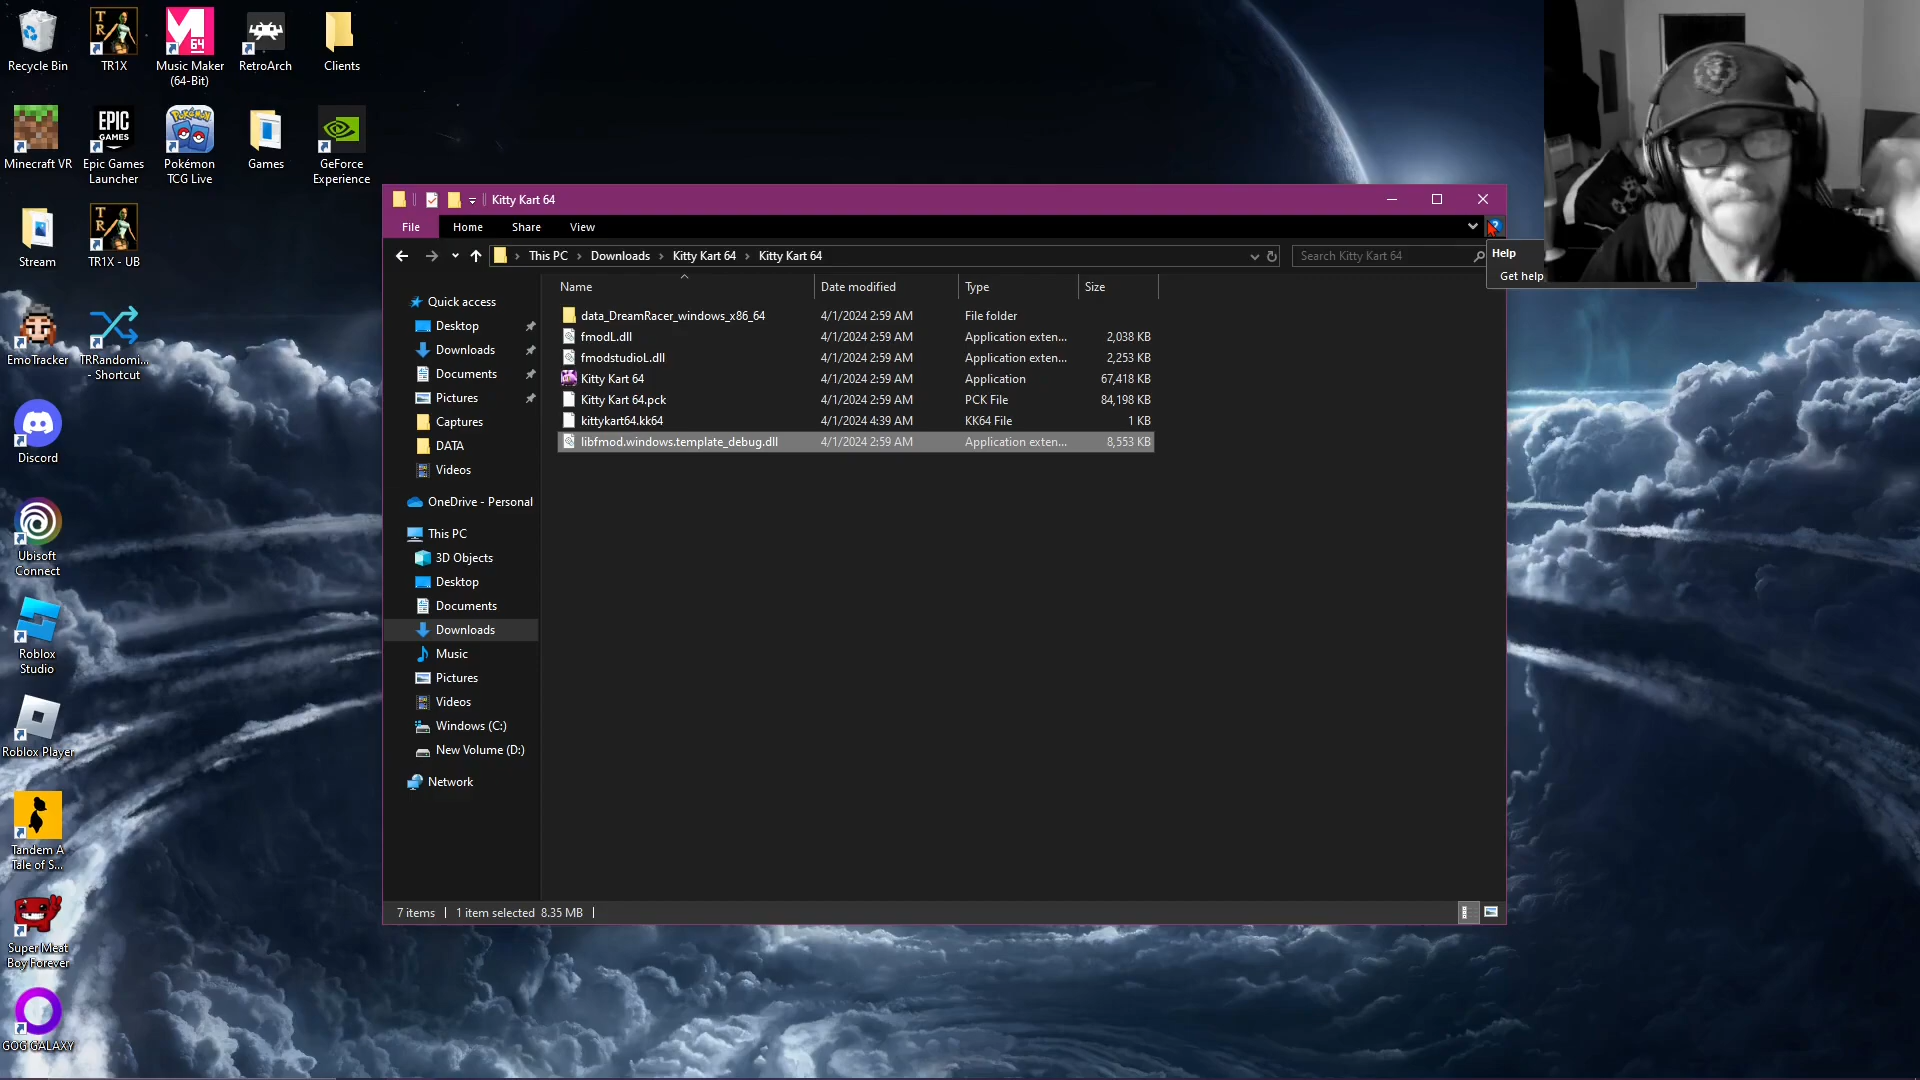 Recycle Bin
TR1X
Music Maker
(64-Bit)
RetroArch
Clients
Minecraft VR
EPIC
GAMES
Epic Games
Launcher
Pokémon
TCG Live
Games
GeForce
Experience
Stream
TR1X - UB
EmoTracker
TRRandomi...
- Shortcut
Discord
Ubisoft
Connect
Roblox
Studio
Roblox Player
Tandem A
Tale of S...
Super Meat
Boy Forever
GOG GALAXY
Kitty Kart 64
File
Home
Share
View
Help
Get help
This PC > Downloads > Kitty Kart 64 > Kitty Kart 64
Search Kitty Kart 64
Name
Date modified
Type
Size
data_DreamRacer_windows_x86_64 4/1/2024 2:59 AM File folder
fmodL.dll 4/1/2024 2:59 AM Application exten... 2,038 KB
fmodstudioL.dll 4/1/2024 2:59 AM Application exten... 2,253 KB
Kitty Kart 64 4/1/2024 2:59 AM Application 67,418 KB
Kitty Kart 64.pck 4/1/2024 2:59 AM PCK File 84,198 KB
kittykart64.kk64 4/1/2024 4:39 AM KK64 File 1 KB
libfmod.windows.template_debug.dll 4/1/2024 2:59 AM Application exten... 8,553 KB
Quick access
Desktop
Downloads
Documents
Pictures
Captures
DATA
Videos
OneDrive - Personal
This PC
3D Objects
Desktop
Documents
Downloads
Music
Pictures
Videos
Windows (C:)
New Volume (D:)
Network
7 items
1 item selected 8.35 MB